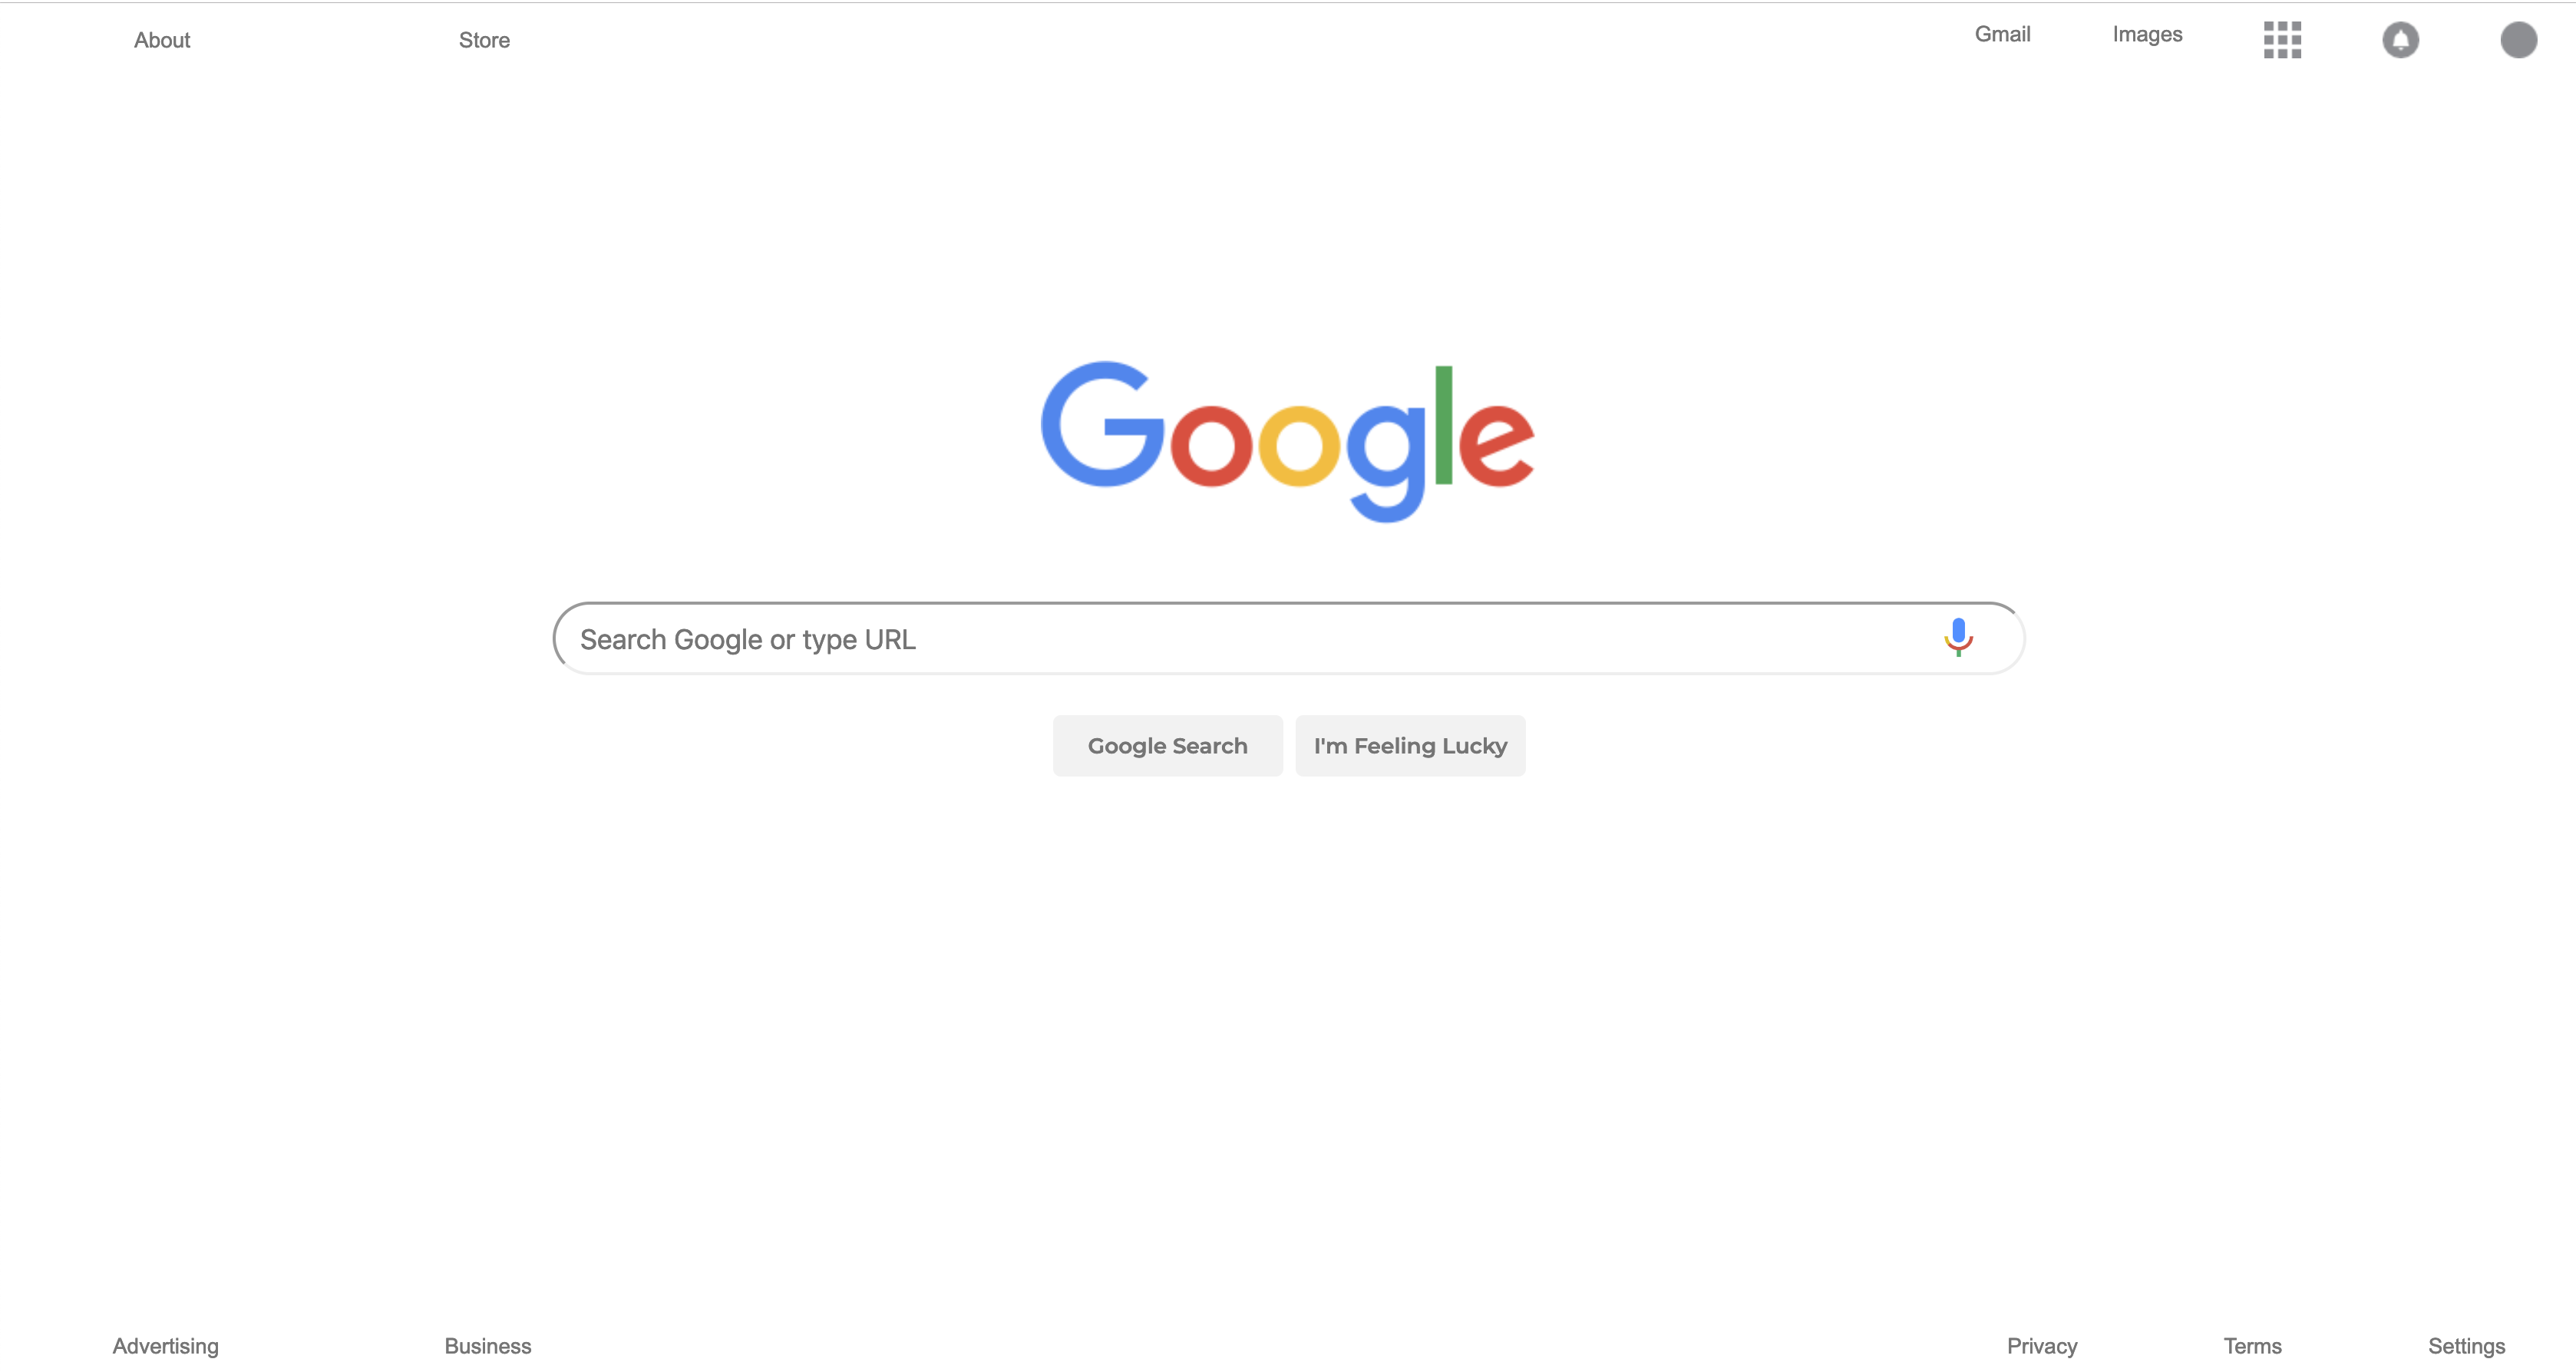 About Store Gmail Images
Google
Search Google or type URL
Google Search I'm Feeling Lucky
Advertising Business Privacy Terms Settings